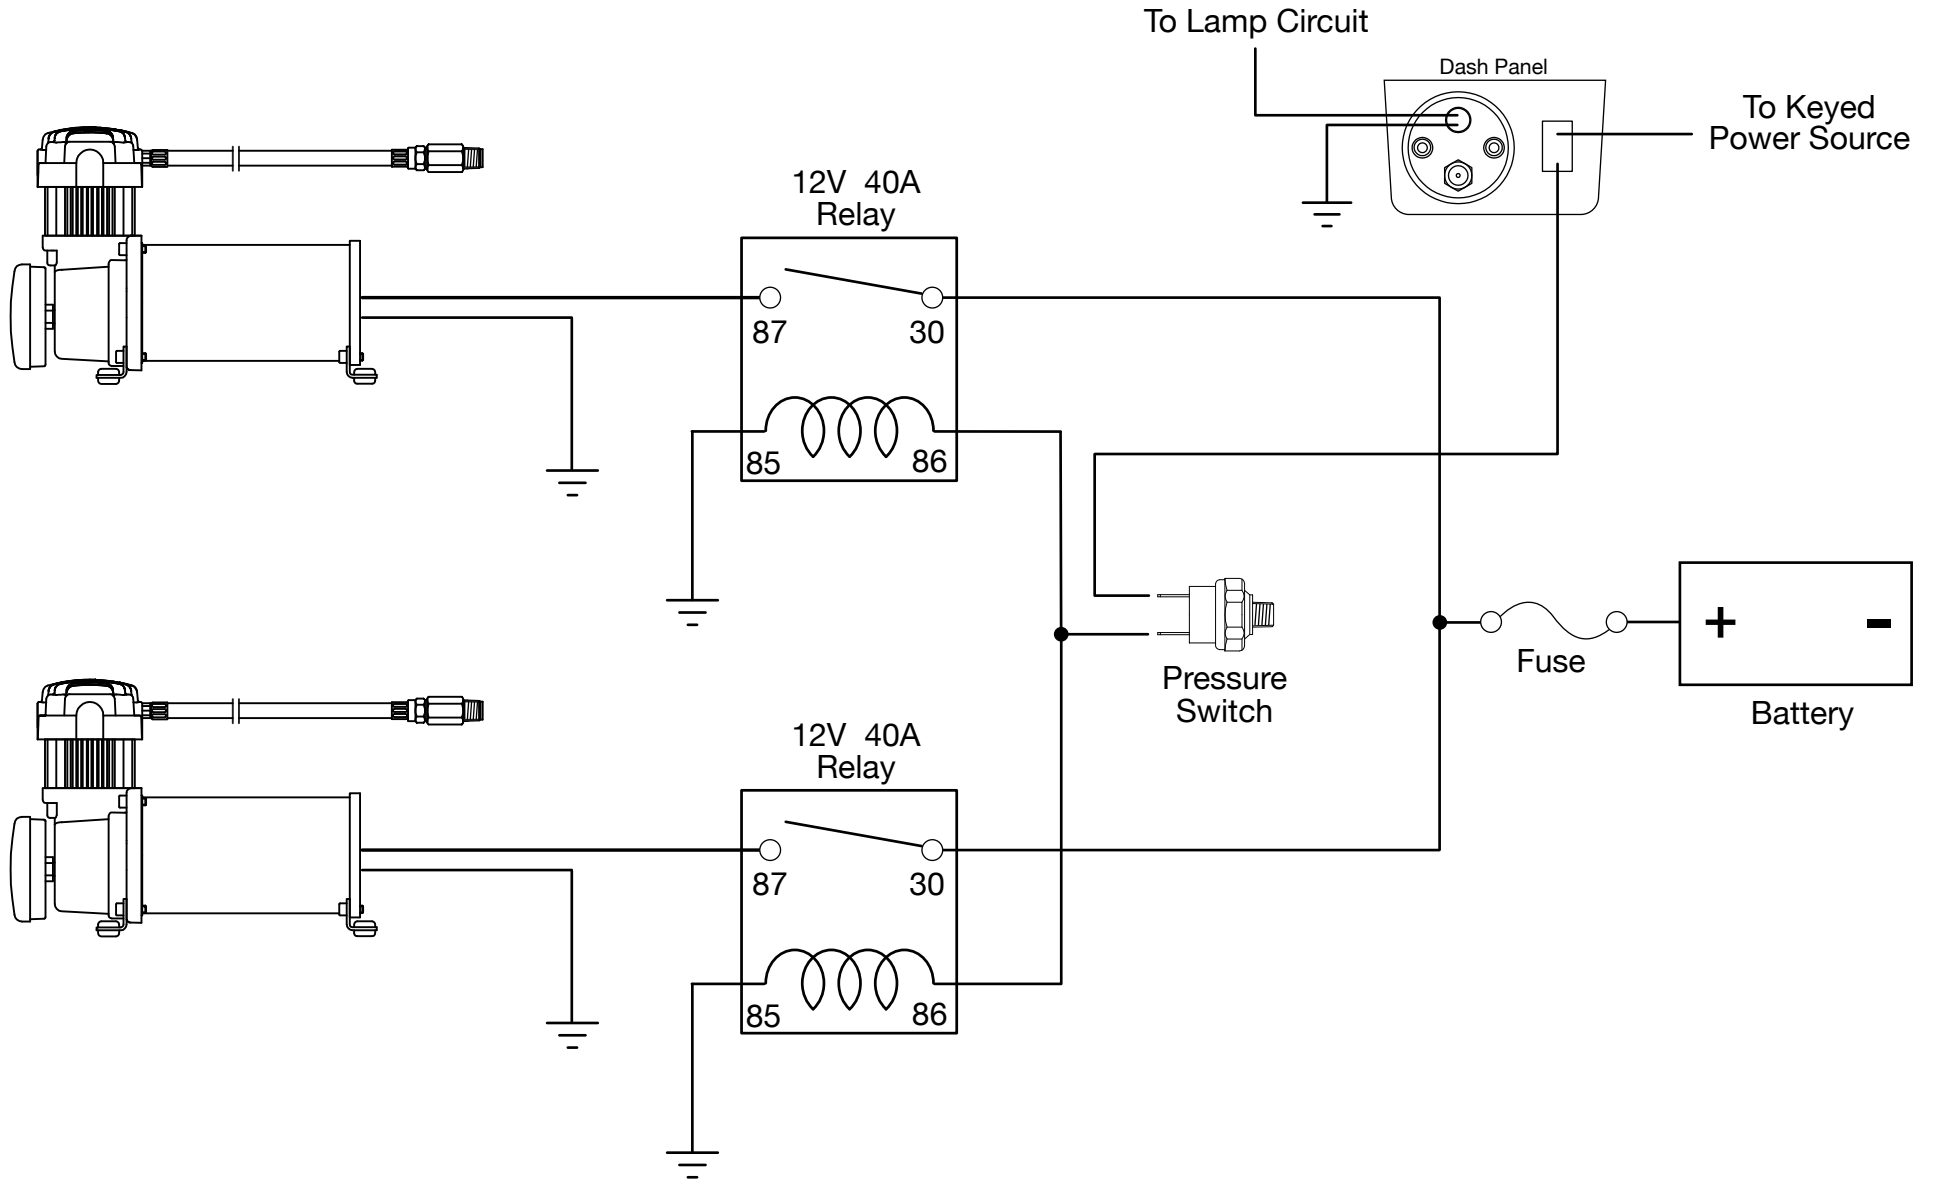 To Lamp Circuit
Dash Panel
To Keyed
Power Source
12V 40A
Relay
87
30
85
86
Pressure
Switch
+
-
Fuse
Battery
12V 40A
Relay
87
30
85
86